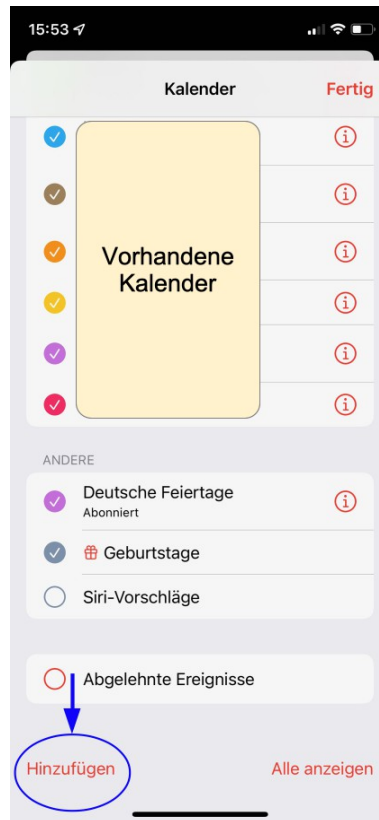 15:53
Kalender
Fertig
Vorhandene
Kalender
ANDERE
Deutsche Feiertage
Abonniert
Geburtstage
Siri-Vorschläge
Abgelehnte Ereignisse
Hinzufügen
Alle anzeigen